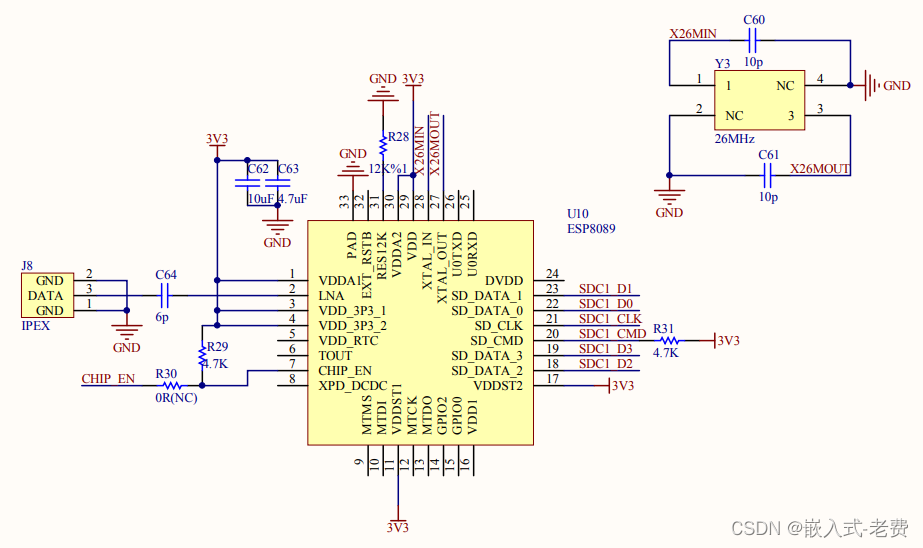 C60
X26MIN
10p
Y3
1
1
NC
4
GND
2
NC
3
3
26MHz
C61
X26MOUT
10p
GND
GND
3V3
R28
12K%1
X26MIN
X26MOUT
GND
3V3
C62
C63
10uF
4.7uF
GND
33
32
31
30
29
28
27
26
25
PAD
EXT_RSTB
RES12K
VDDA2
VDD
XTAL_IN
XTAL_OUT
U0TXD
U0RXD
U10
ESP8089
J8
GND
2
DATA
3
GND
1
IPEX
C64
6p
GND
1
VDDA1
2
LNA
3
VDD_3P3_1
4
VDD_3P3_2
5
VDD_RTC
6
TOUT
7
CHIP_EN
8
XPD_DCDC
R29
4.7K
CHIP_EN
R30
0R(NC)
DVDD
24
SD_DATA_1
23
SDC1_D1
SD_DATA_0
22
SDC1_D0
SD_CLK
21
SDC1_CLK
SD_CMD
20
SDC1_CMD
R31
4.7K
3V3
SD_DATA_3
19
SDC1_D3
SD_DATA_2
18
SDC1_D2
VDDST2
17
3V3
MTMS
MTDI
VDDST1
MTCK
MTDO
GPIO2
GPIO0
VDD1
9
10
11
12
13
14
15
16
3V3
CSDN @嵌入式-老费